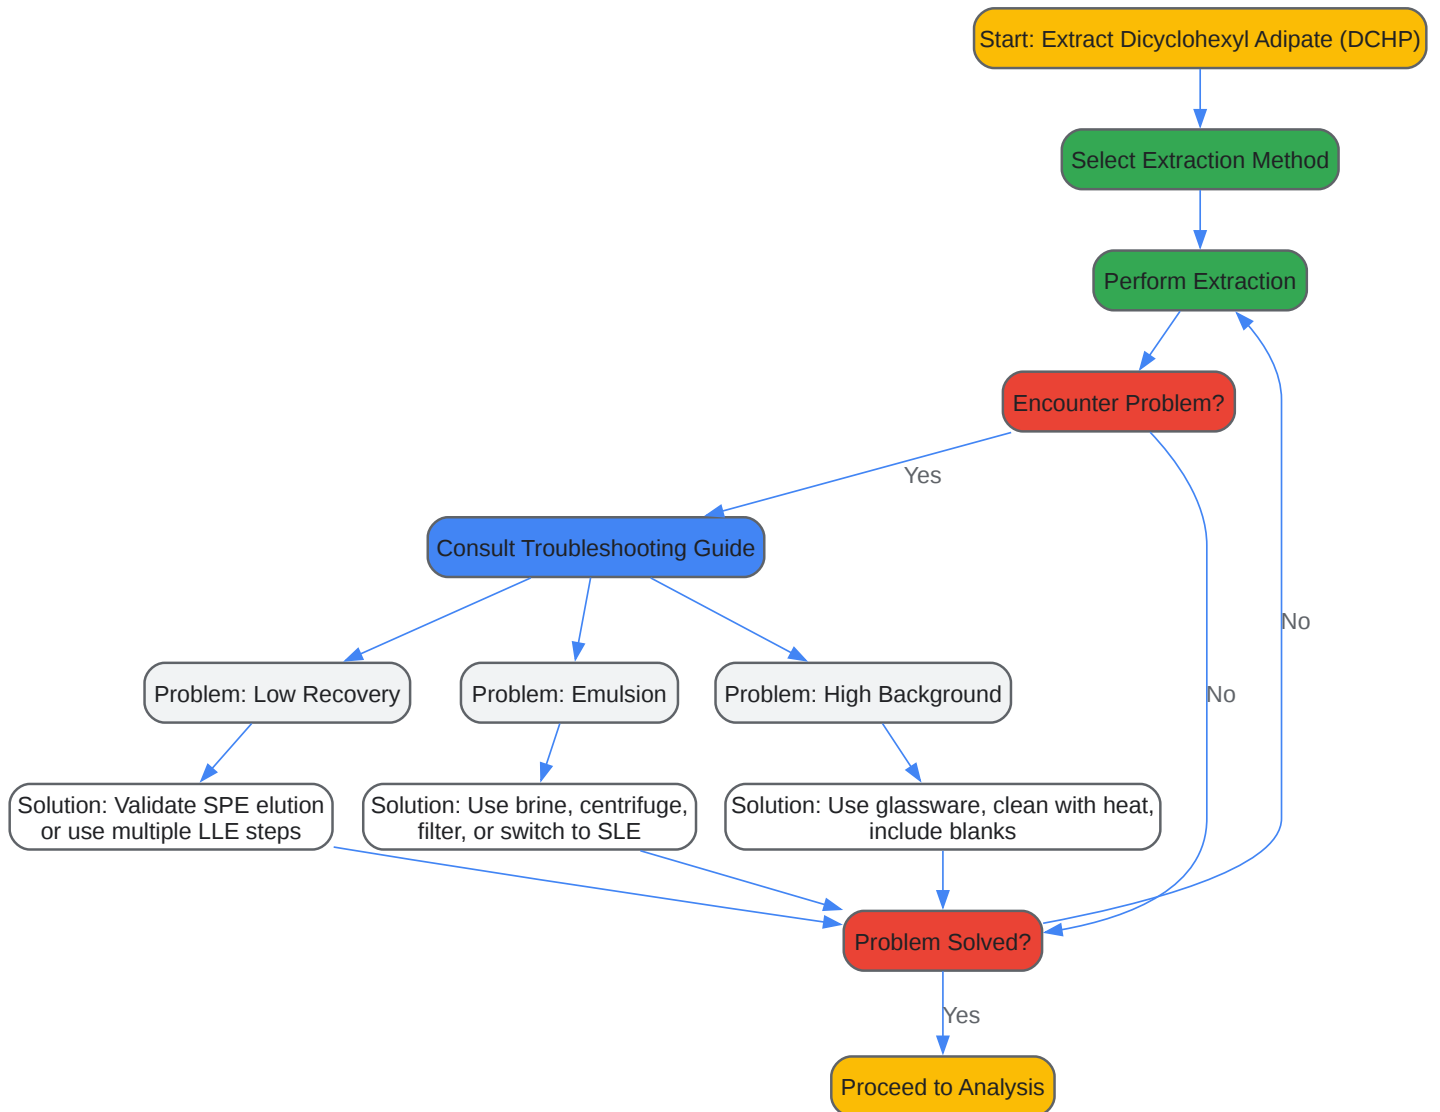 Start: Extract Dicyclohexyl Adipate (DCHP)
Select Extraction Method
Perform Extraction
Encounter Problem?
Yes
Consult Troubleshooting Guide
No
Problem: Low Recovery
Problem: Emulsion
Problem: High Background
No
Solution: Validate SPE elution
or use multiple LLE steps
Solution: Use brine, centrifuge,
filter, or switch to SLE
Solution: Use glassware, clean with heat,
include blanks
Problem Solved?
Yes
Proceed to Analysis